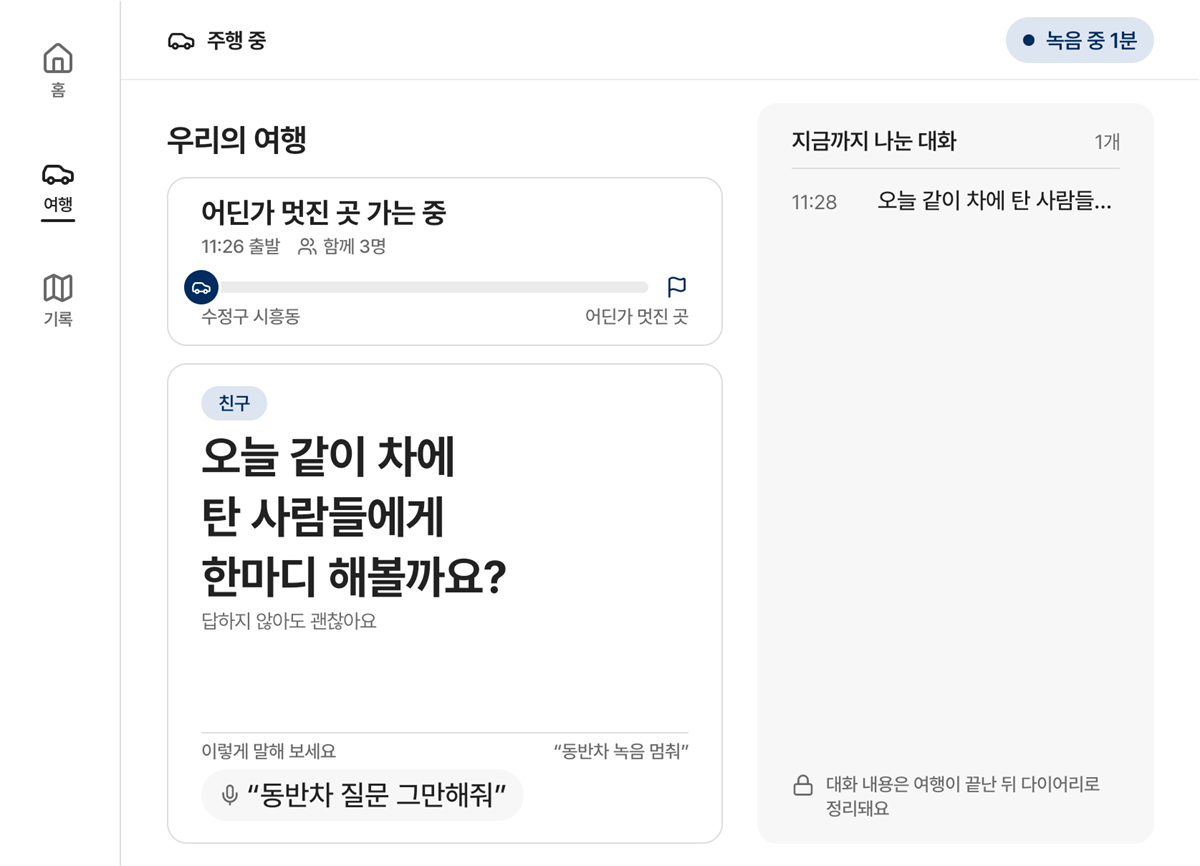 홈
여행
기록
주행 중
녹음 중 1분
우리의 여행
어딘가 멋진 곳 가는 중
11:26 출발 함께 3명
수정구 시흥동 어딘가 멋진 곳
친구
오늘 같이 차에
탄 사람들에게
한마디 해볼까요?
답하지 않아도 괜찮아요
이렇게 말해 보세요 “동반차 녹음 멈춰”
“동반차 질문 그만해줘”
지금까지 나눈 대화 1개
11:28 오늘 같이 차에 탄 사람들...
대화 내용은 여행이 끝난 뒤 다이어리로
정리돼요